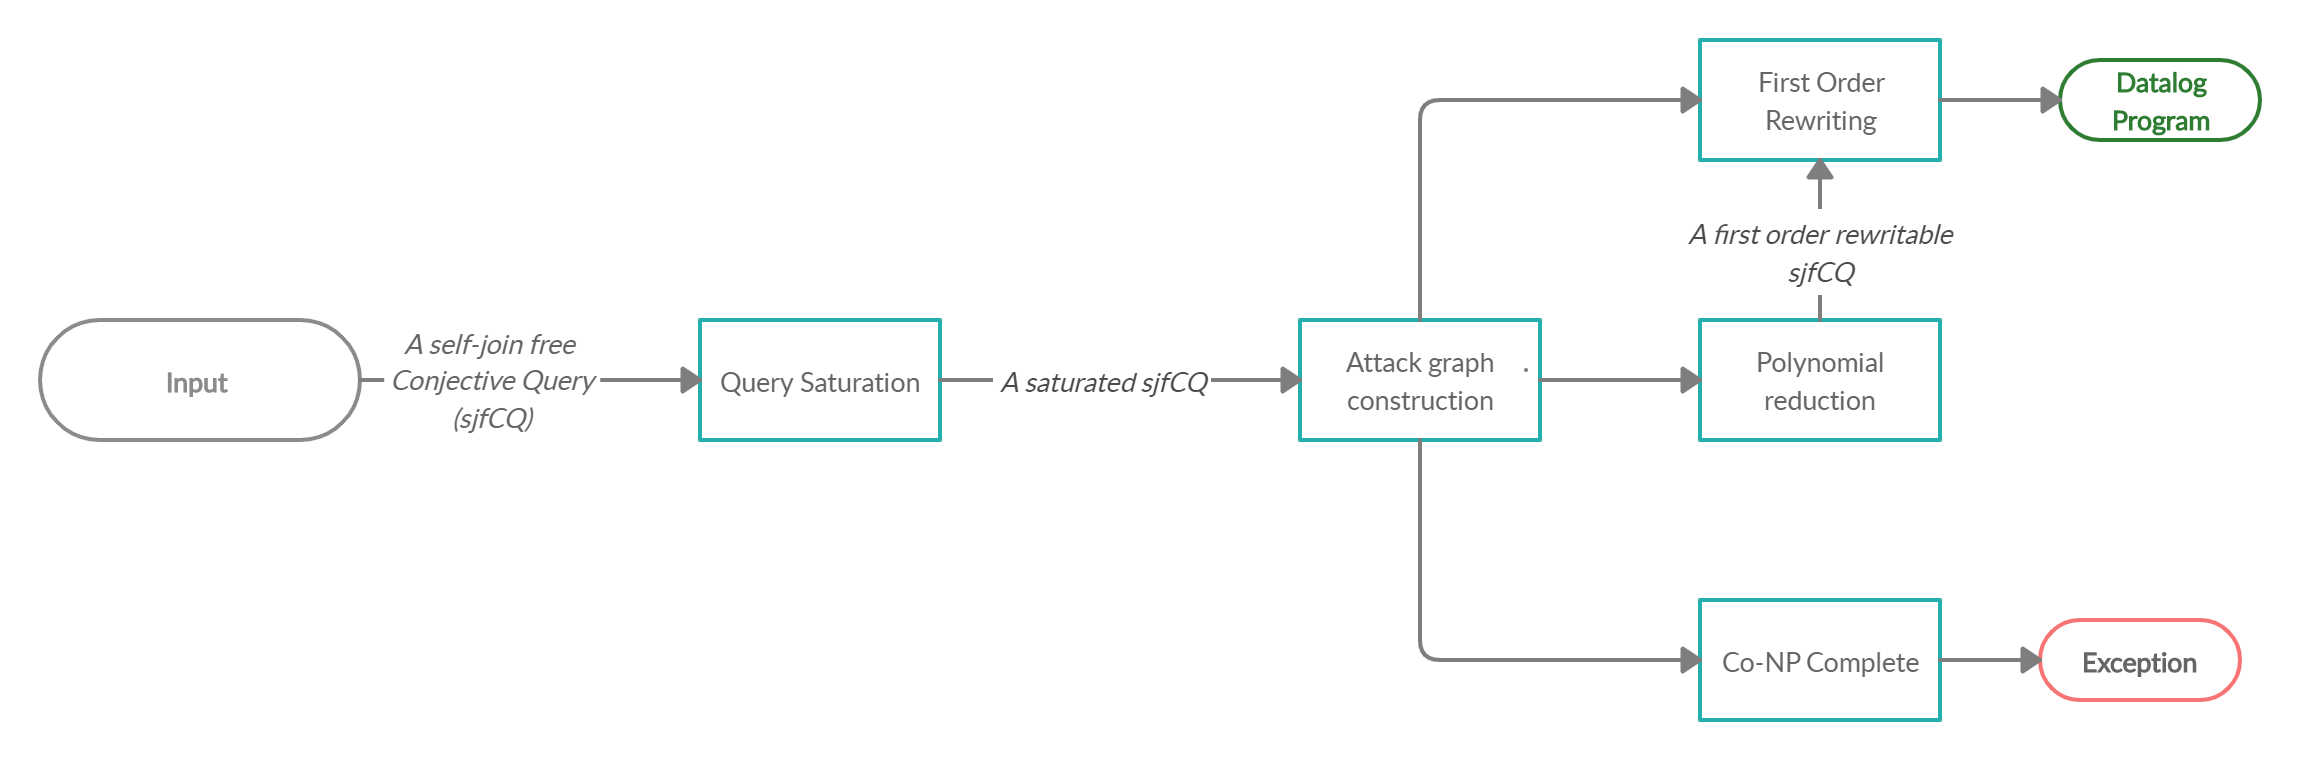 First Order
Rewriting
Datalog
Program
A first order rewritable
sjfCQ
Input
A self-join free
Conjective Query
(sjfCQ)
Query Saturation
A saturated sjfCQ
Attack graph .
construction
Polynomial
reduction
Co-NP Complete
Exception